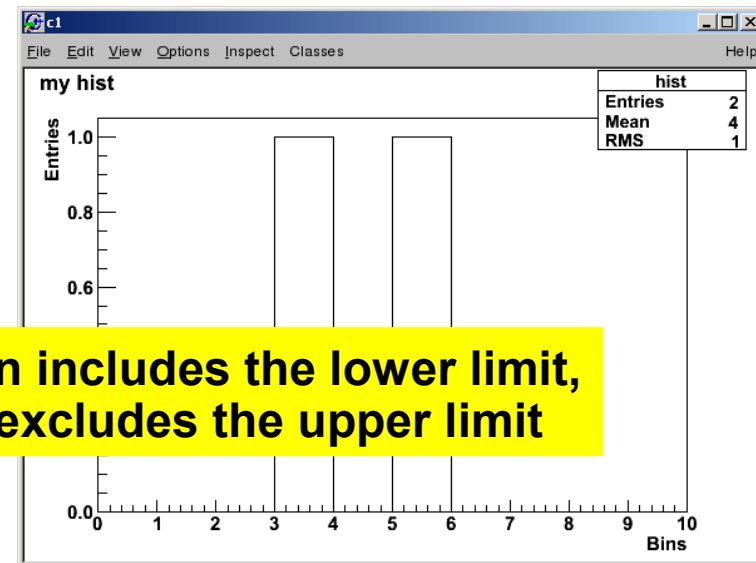 c1
File Edit View Options Inspect Classes Help
my hist
hist
Entries 2
Mean 4
RMS 1
Entries
1.0
0.8
0.6
n includes the lower limit,
excludes the upper limit
0.0
0 1 2 3 4 5 6 7 8 9 10
Bins